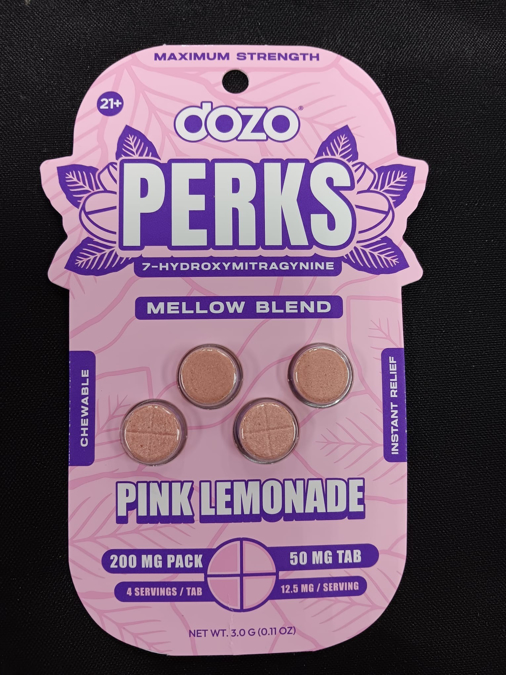 MAXIMUM STRENGTH
21+
dozo®
PERKS
7-HYDROXYMITRAGYNINE
MELLOW BLEND
CHEWABLE
INSTANT RELIEF
PINK LEMONADE
200 MG PACK
50 MG TAB
4 SERVINGS / TAB
12.5 MG / SERVING
NET WT. 3.0 G (0.11 OZ)